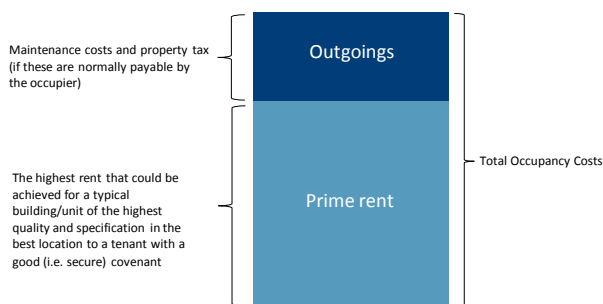 Maintenance costs and property tax
(if these are normally payable by
the occupier)
Outgoings
Total Occupancy Costs
The highest rent that could be
achieved for a typical
building/unit of the highest
quality and specification in the
best location to a tenant with a
good (i.e. secure) covenant
Prime rent